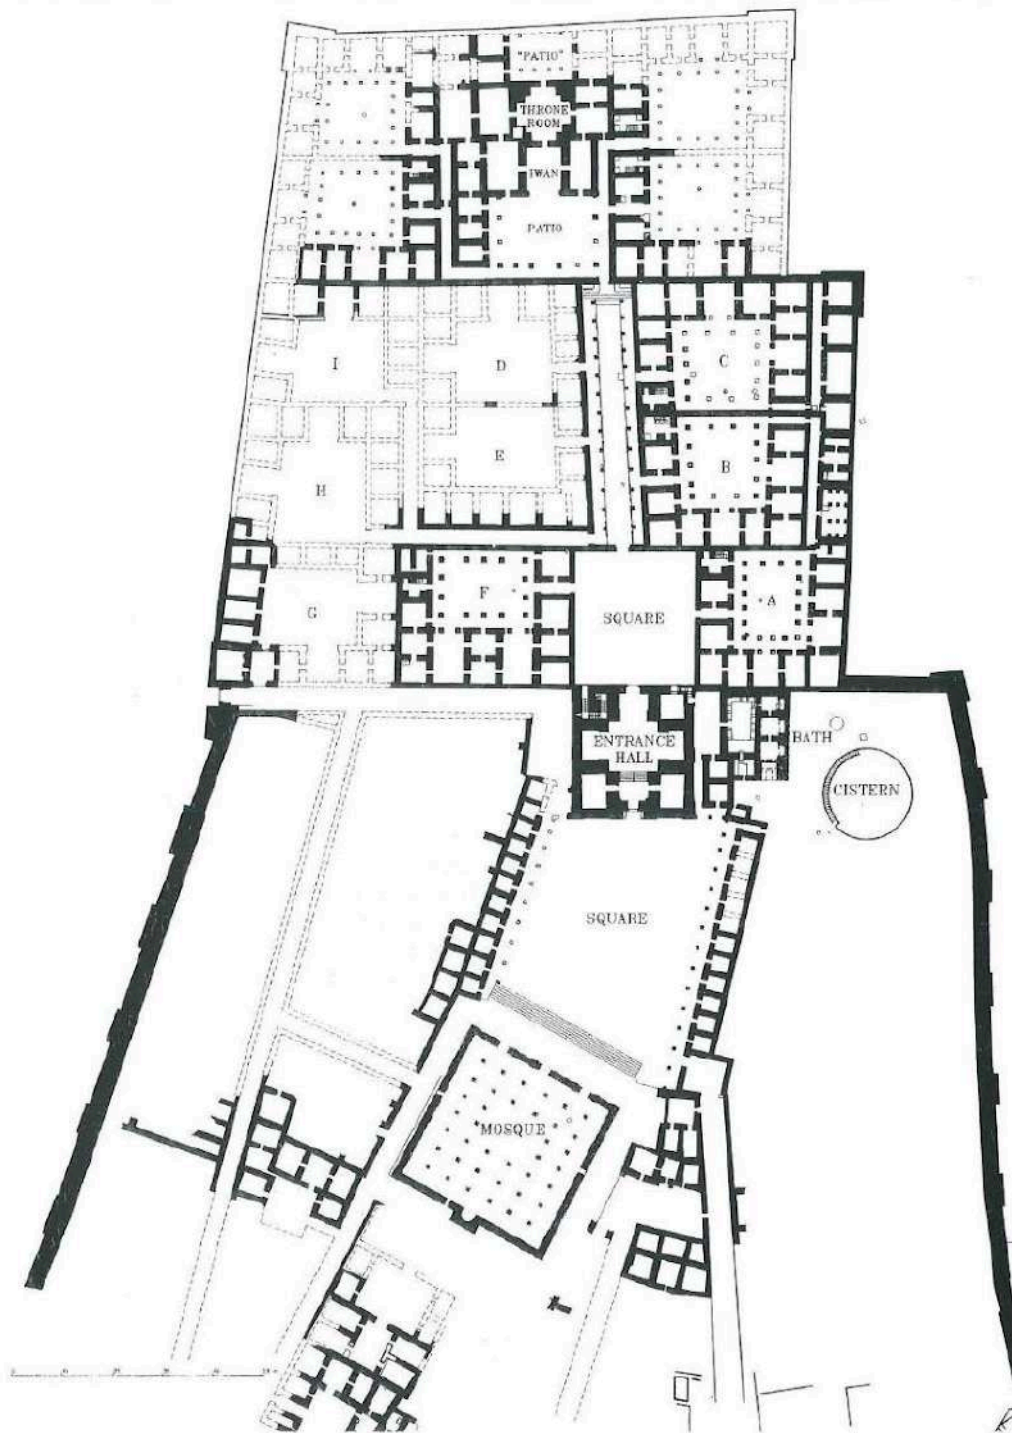 "PATIO"
THRONE
ROOM
IWAN
PATIO
I
D
C
E
B
H
F
A
G
SQUARE
ENTRANCE
HALL
BATH
CISTERN
SQUARE
MOSQUE